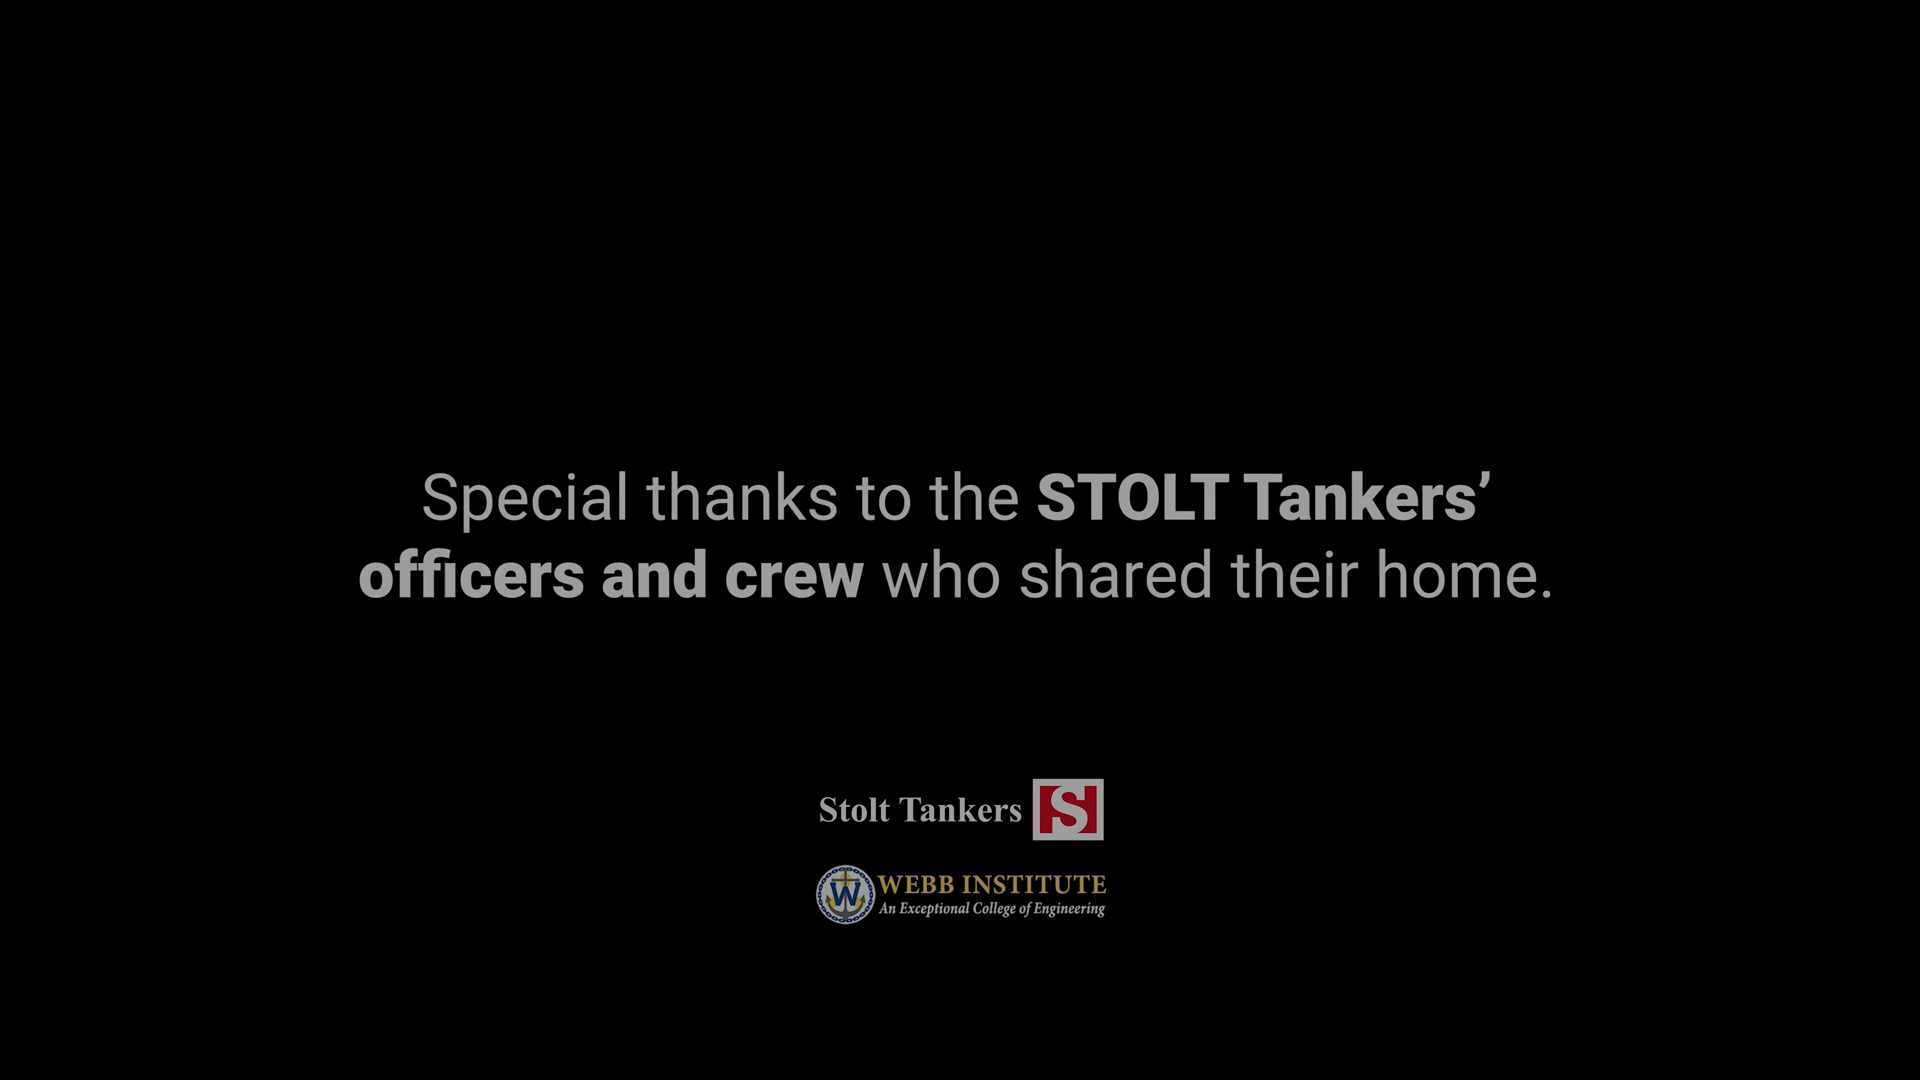 Special thanks to the STOLT Tankers’
officers and crew who shared their home.
Stolt Tankers
WEBB INSTITUTE
An Exceptional College of Engineering